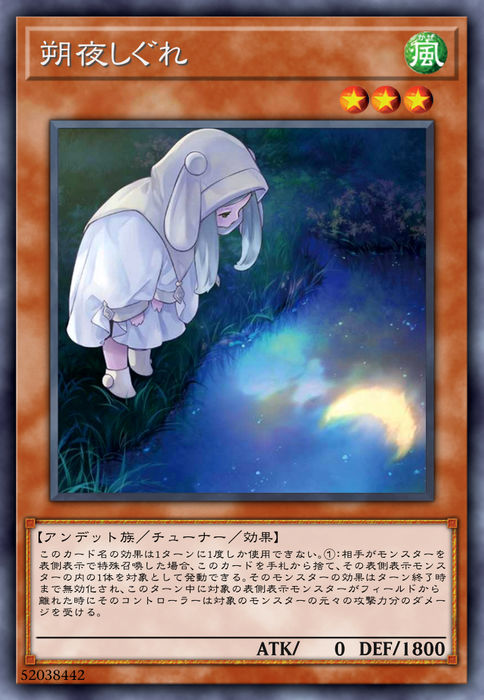 朔夜しぐれ
かぜ
風
【アンデット族／チューナー／効果】
このカード名の効果は1ターンに1度しか使用できない。①：相手がモンスターを
表側表示で特殊召喚した場合、このカードを手札から捨て、その表側表示モン
スターの内の1体を対象として発動できる。そのモンスターの効果はターン終了時
まで無効化され、このターン中に対象の表側表示モンスターがフィールドから
離れた時にそのコントローラーは対象のモンスターの元々の攻撃力分のダメー
ジを受ける。
ATK/ 0 DEF/1800
52038442